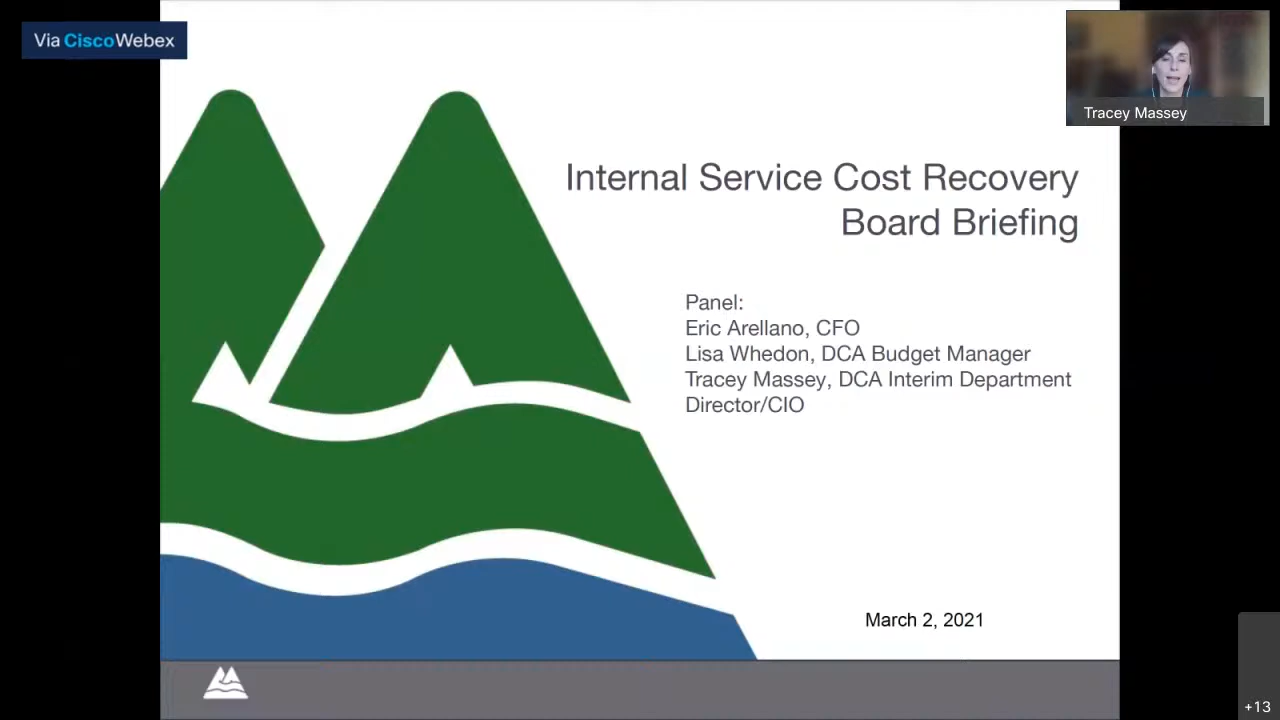 Via CiscoWebex
Tracey Massey
Internal Service Cost Recovery
Board Briefing
Panel:
Eric Arellano, CFO
Lisa Whedon, DCA Budget Manager
Tracey Massey, DCA Interim Department
Director/CIO
March 2, 2021
+13